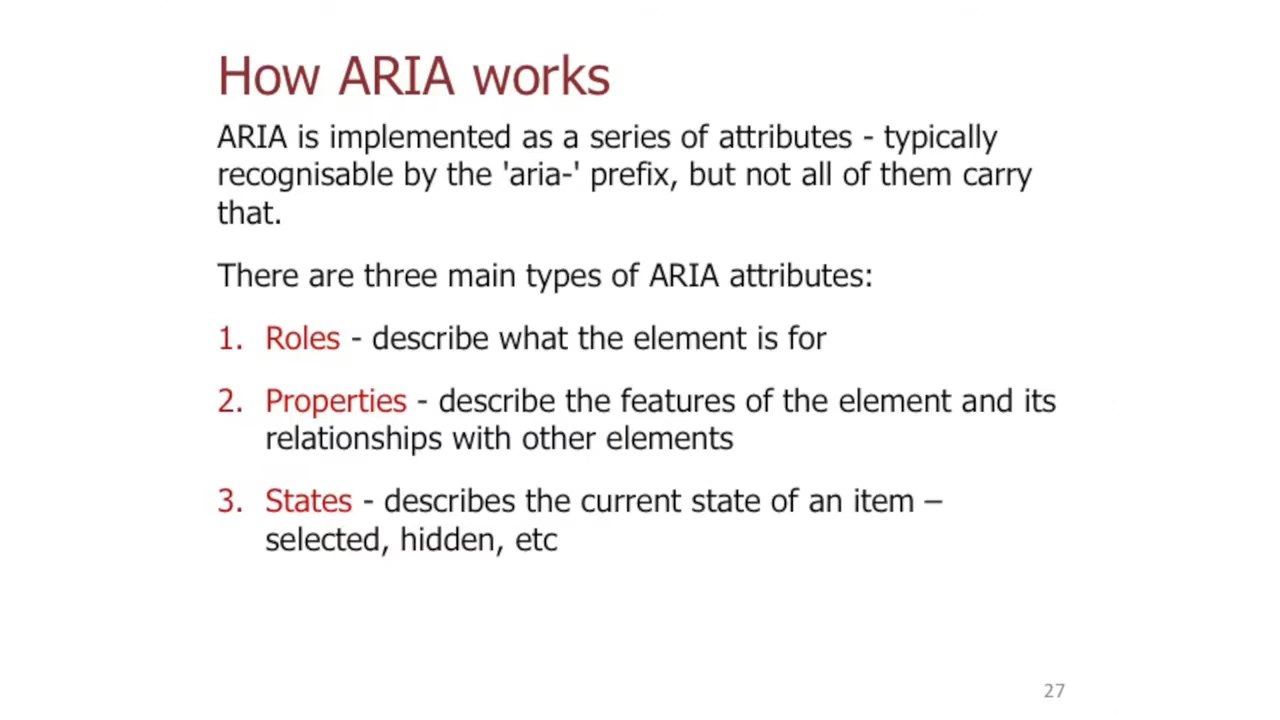 How ARIA works
ARIA is implemented as a series of attributes - typically
recognisable by the 'aria-' prefix, but not all of them carry
that.
There are three main types of ARIA attributes:
1. Roles - describe what the element is for
2. Properties - describe the features of the element and its
relationships with other elements
3. States - describes the current state of an item –
selected, hidden, etc
27